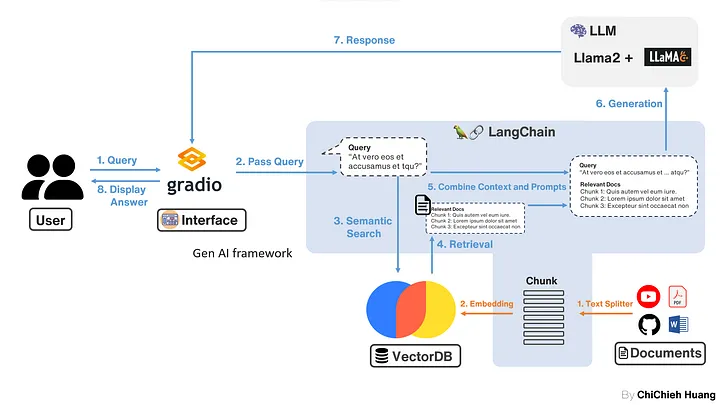 7. Response
LLM
Llama2 +
LLaMA
6. Generation
LangChain
1. Query
2. Pass Query
Query
"At vero eos et
accusamus et tqu?"
Query
"At vero eos et accusamus et ... atqu?"
Relevant Docs
Chunk 1: Quis autem vel eum iure.
Chunk 2: Lorem ipsum dolor sit amet
Chunk 3: Excepteur sint occaecat non
gradio
8. Display
Answer
5. Combine Context and Prompts
User
Interface
3. Semantic
Search
Relevant Docs
Chunk 1: Quis autem vel eum iure.
Chunk 2: Lorem ipsum dolor sit amet
Chunk 3: Excepteur sint occaecat non
4. Retrieval
Gen AI framework
Chunk
2. Embedding
1. Text Splitter
PDF
W
VectorDB
Documents
By ChiChieh Huang